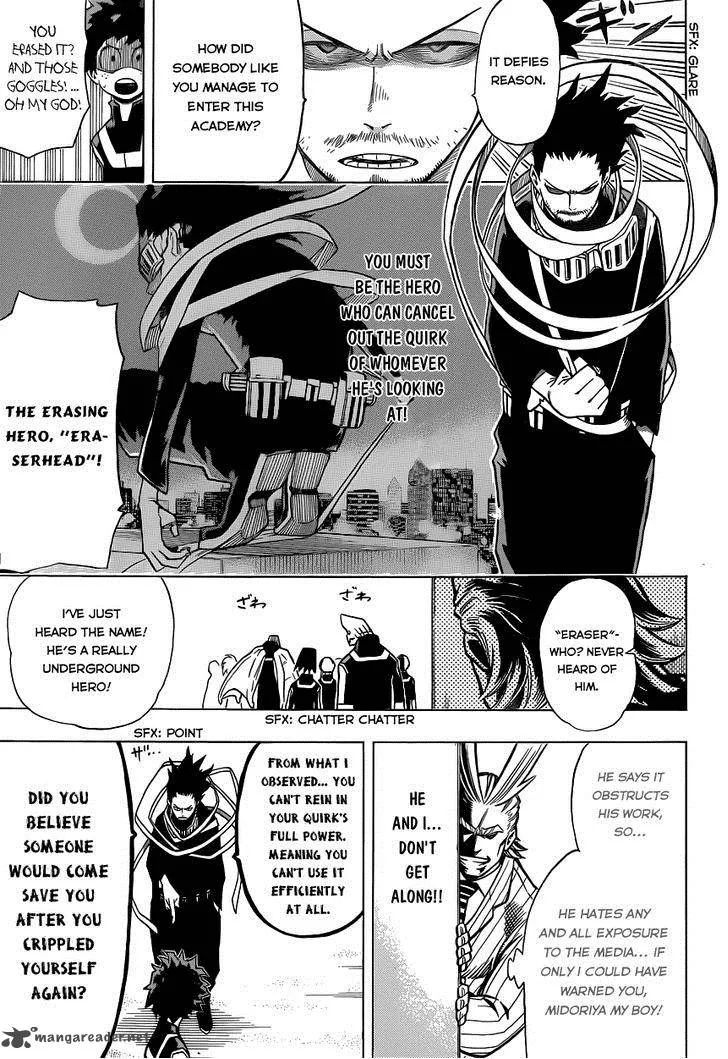 SFX: GLARE
IT DEFIES
REASON.
HOW DID
SOMEBODY LIKE
YOU MANAGE TO
ENTER THIS
ACADEMY?
YOU
ERASED IT?
AND THOSE
GOGGLES! ...
OH MY GOD!
YOU MUST
BE THE HERO
WHO CAN CANCEL
OUT THE QUIRK
OF WHOMEVER
HE'S LOOKING
AT!
THE ERASING
HERO, "ERA-
SERHEAD"!
"ERASER"-
WHO? NEVER
HEARD OF
HIM.
ざわ
ざわ
SFX: CHATTER CHATTER
I'VE JUST
HEARD THE NAME!
HE'S A REALLY
UNDERGROUND
HERO!
HE SAYS IT
OBSTRUCTS
HIS WORK,
SO...
HE HATES ANY
AND ALL EXPOSURE
TO THE MEDIA... IF
ONLY I COULD HAVE
WARNED YOU,
MIDORIYA MY BOY!
HE
AND I...
DON'T
GET
ALONG!!
SFX: POINT
FROM WHAT I
OBSERVED... YOU
CAN'T REIN IN
YOUR QUIRK'S
FULL POWER.
MEANING YOU
CAN'T USE IT
EFFICIENTLY
AT ALL.
DID YOU
BELIEVE
SOMEONE
WOULD COME
SAVE YOU
AFTER YOU
CRIPPLED
YOURSELF
AGAIN?
mangareader.net